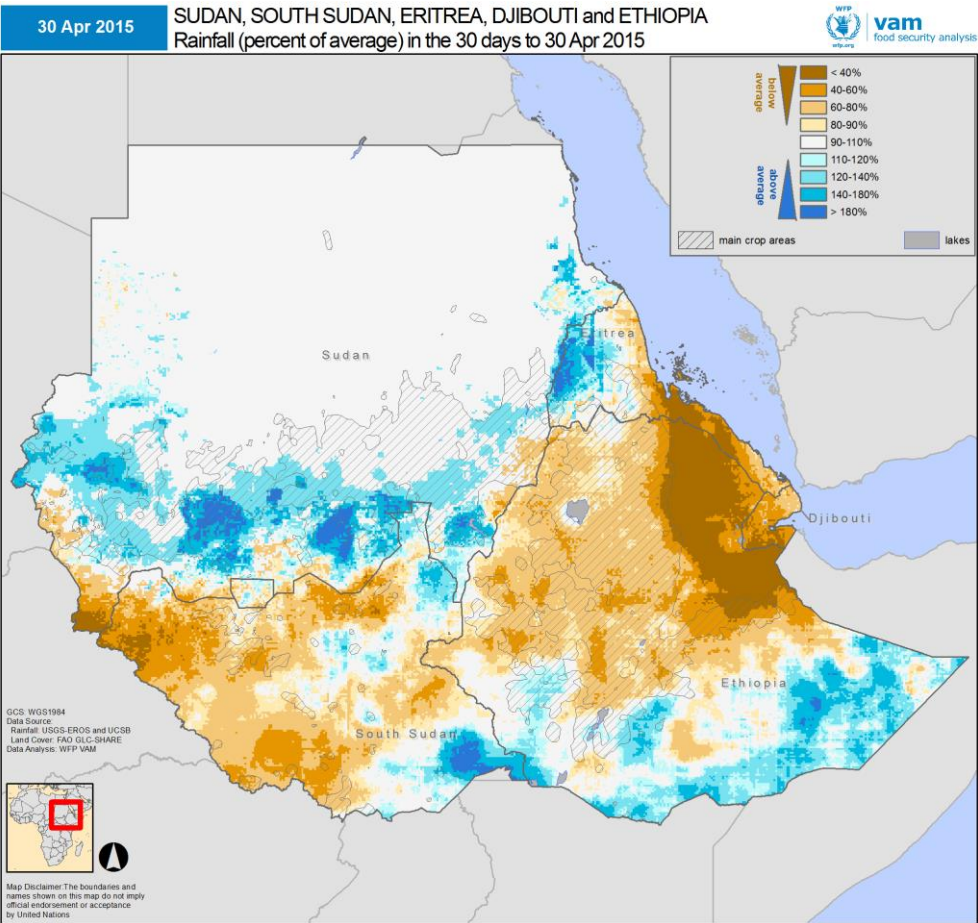 30 Apr 2015
SUDAN, SOUTH SUDAN, ERITREA, DJIBOUTI and ETHIOPIA
Rainfall (percent of average) in the 30 days to 30 Apr 2015
WFP
wfp.org
vam
food security analysis
below
average
above
average
< 40%
40-60%
60-80%
80-90%
90-110%
110-120%
120-140%
140-180%
> 180%
main crop areas
lakes
Sudan
Eritrea
Djibouti
Ethiopia
South Sudan
GCS: WGS1984
Data Source:
Rainfall: USGS-EROS and UCSB
Land Cover: FAO GLC-SHARE
Data Analysis: WFP VAM
Map Disclaimer:The boundaries and
names shown on this map do not imply
official endorsement or acceptance
by United Nations